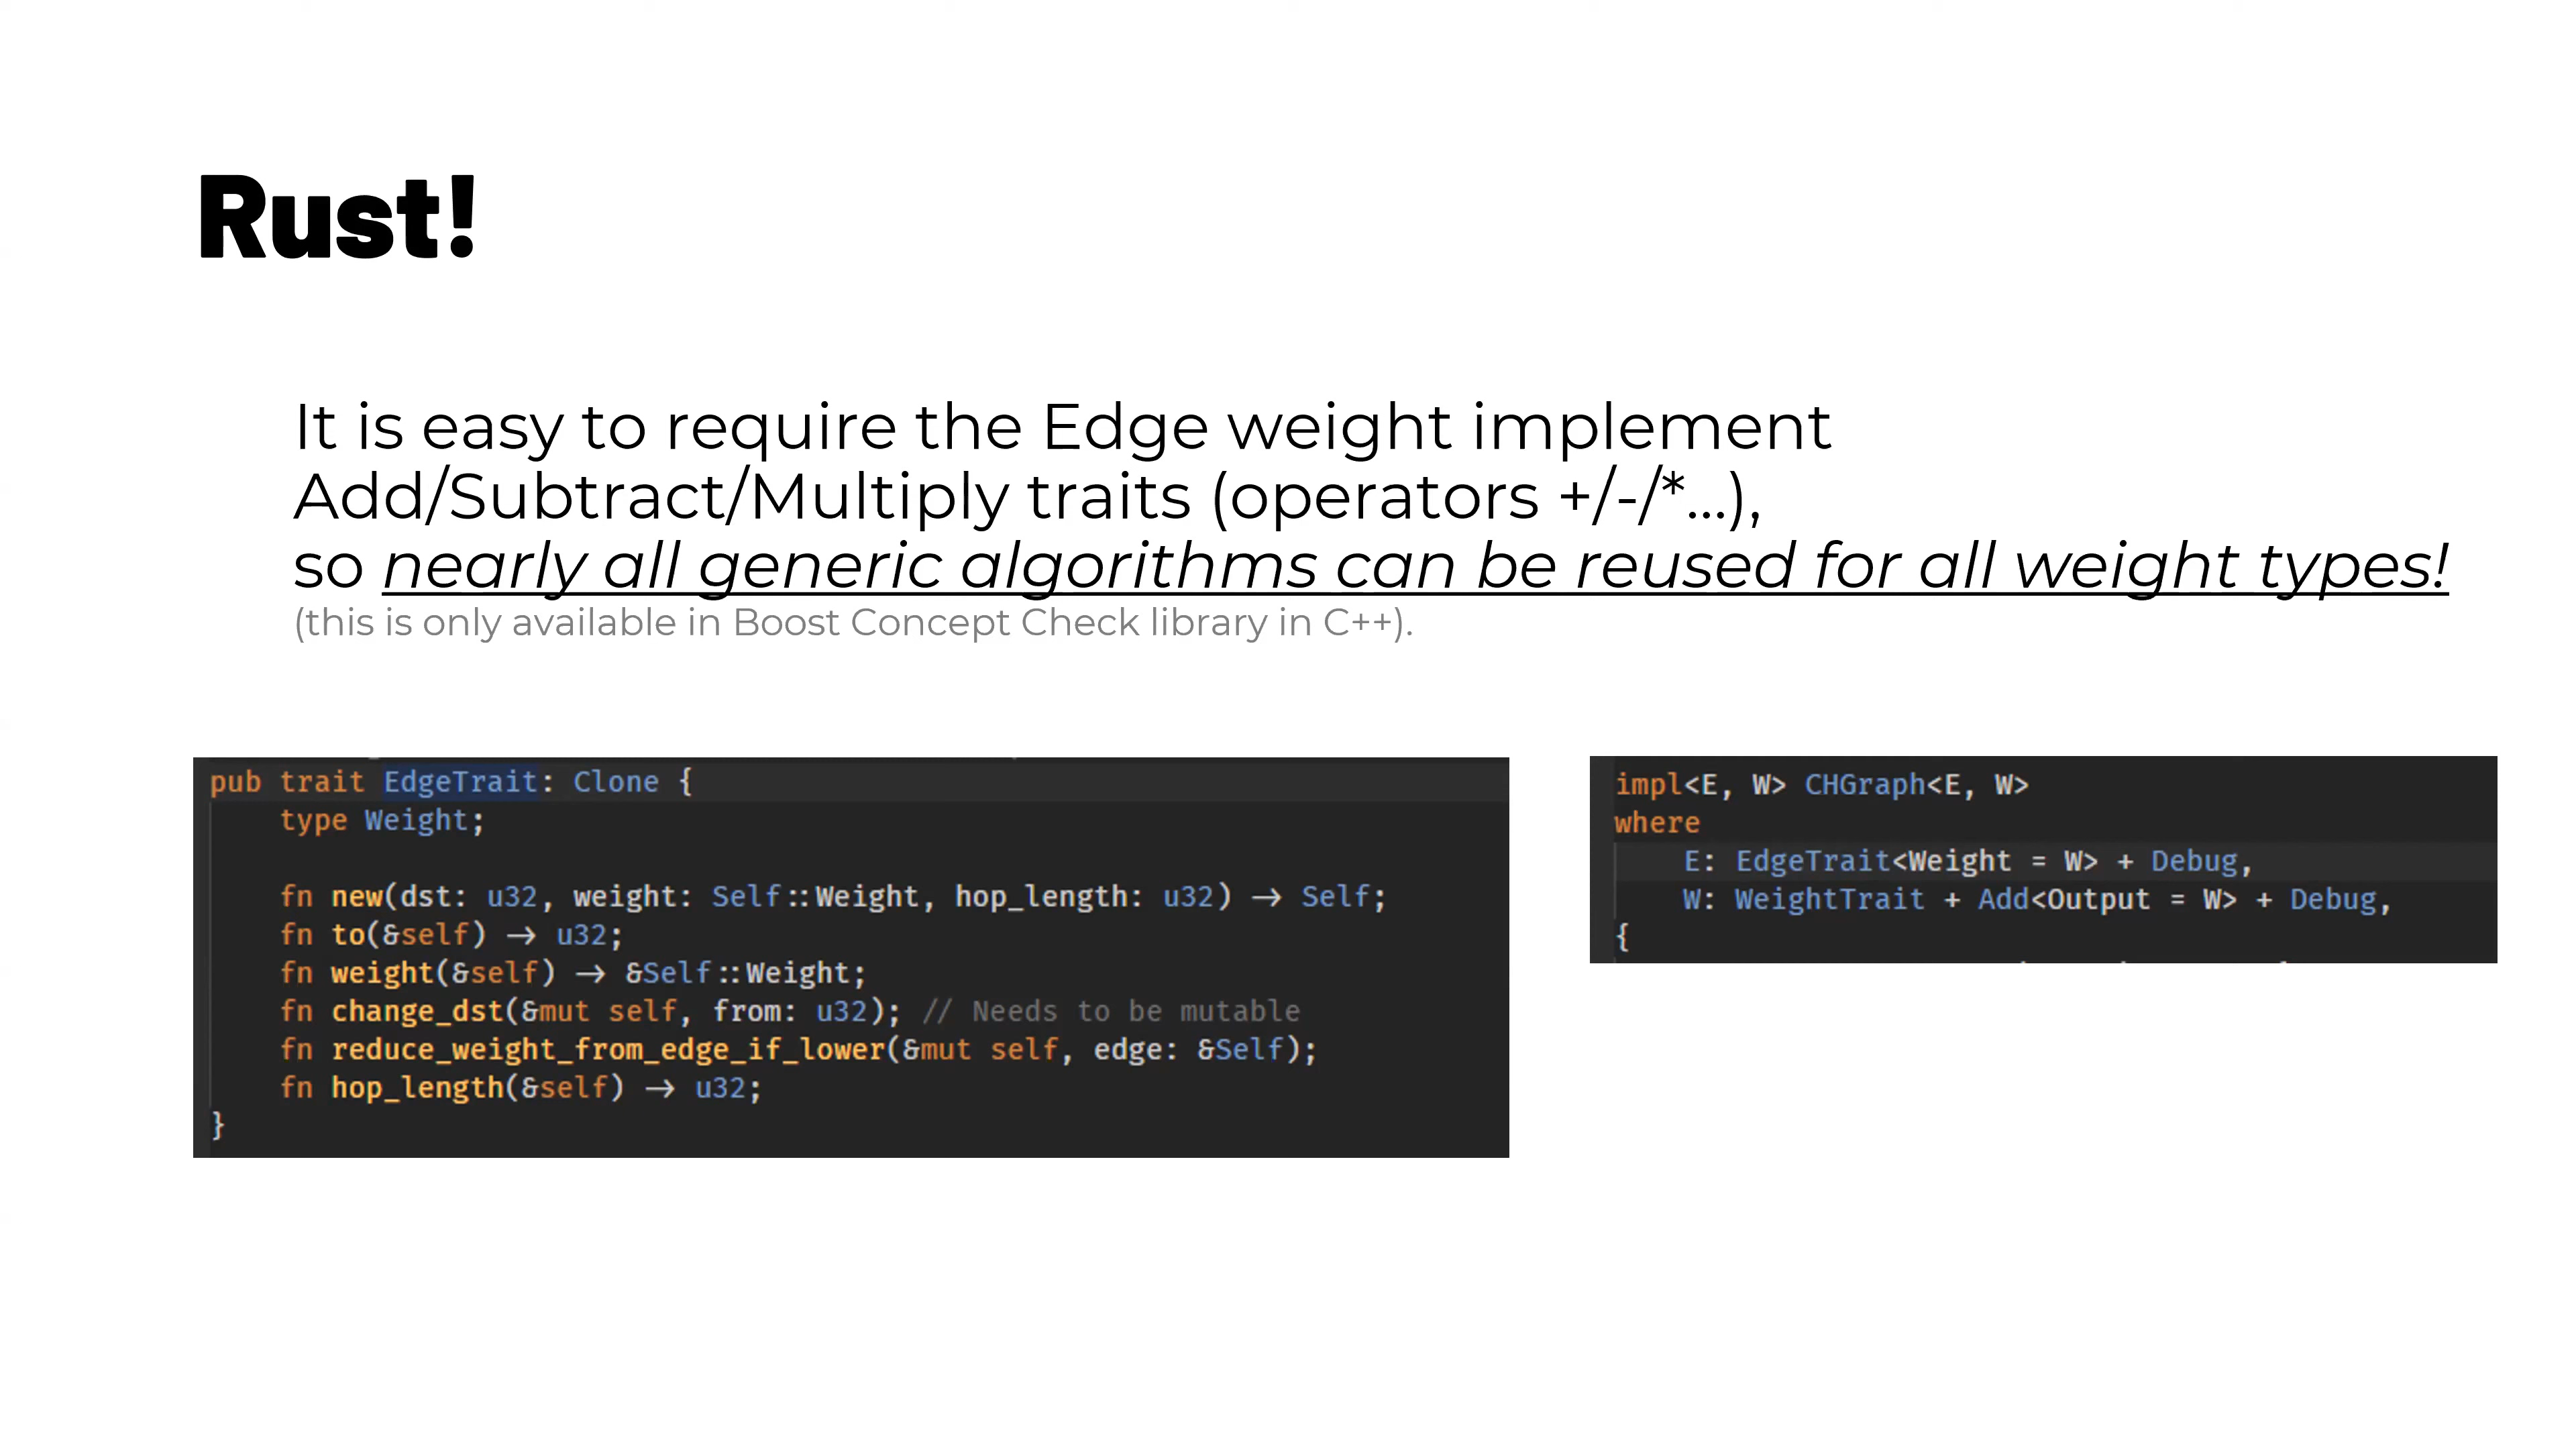 Rust!
It is easy to require the Edge weight implement
Add/Subtract/Multiply traits (operators +/-/*...),
so nearly all generic algorithms can be reused for all weight types!
(this is only available in Boost Concept Check library in C++).
pub trait EdgeTrait: Clone {
    type Weight;
    fn new(dst: u32, weight: Self::Weight, hop_length: u32) → Self;
    fn to(&self) → u32;
    fn weight(&self) → &Self::Weight;
    fn change_dst(&mut self, from: u32); // Needs to be mutable
    fn reduce_weight_from_edge_if_lower(&mut self, edge: &Self);
    fn hop_length(&self) → u32;
}
impl<E, W> CHGraph<E, W>
where
    E: EdgeTrait<Weight = W> + Debug,
    W: WeightTrait + Add<Output = W> + Debug,
{